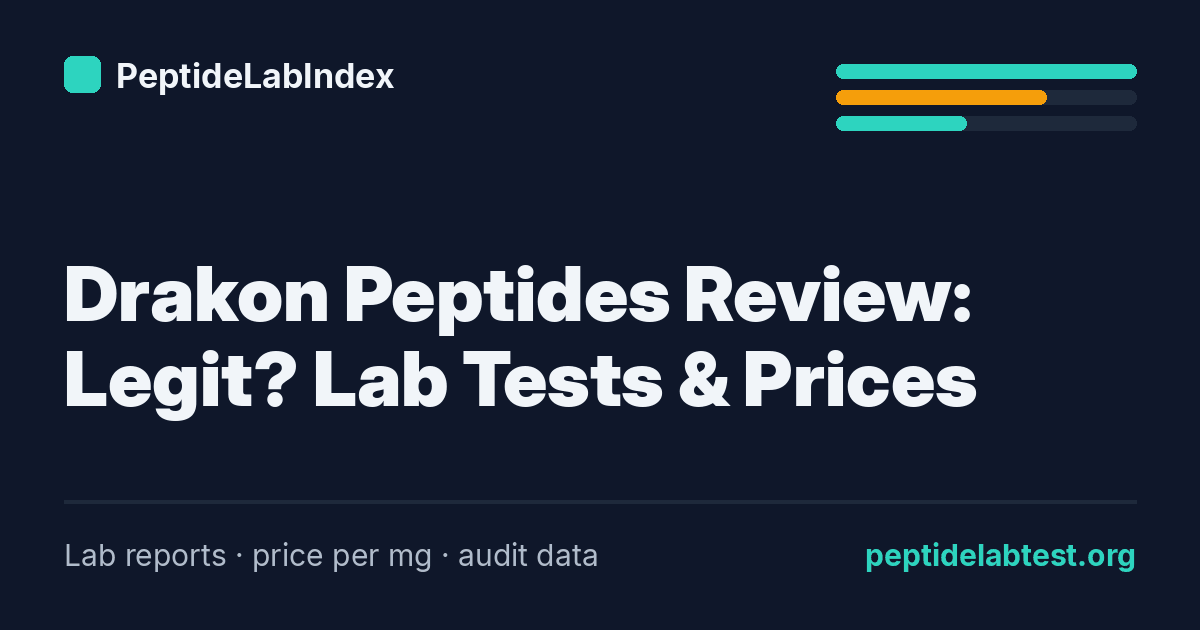 PeptideLabIndex
Drakon Peptides Review:
Legit? Lab Tests & Prices
Lab reports · price per mg · audit data
peptidelabtest.org